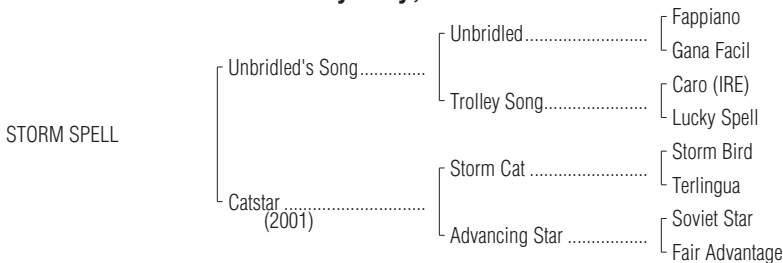 Fappiano
Unbridled..............................
Gana Facil
Unbridled's Song................
Caro (IRE)
Trolley Song..........................
Lucky Spell
STORM SPELL
Storm Bird
Storm Cat .............................
Terlingua
Catstar ...................................
(2001)
Soviet Star
Advancing Star ....................
Fair Advantage